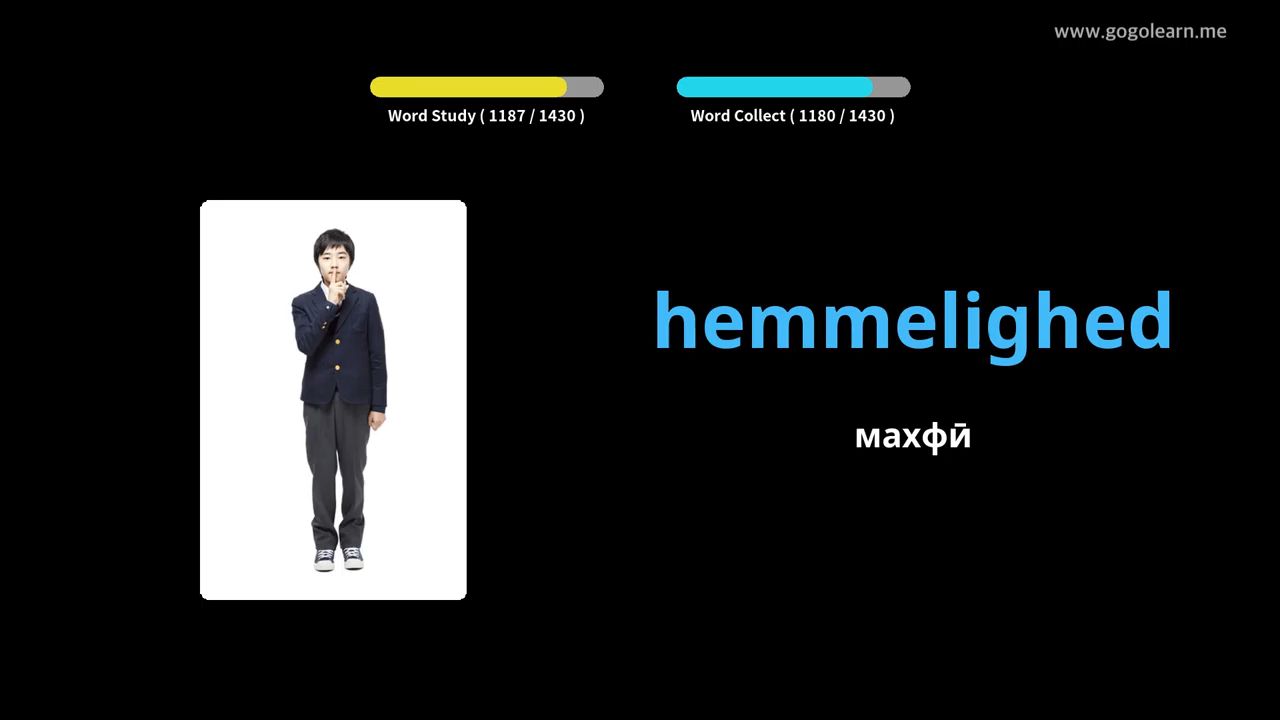 www.gogolearn.me
Word Study ( 1187 / 1430 )
Word Collect ( 1180 / 1430 )
hemmelighed
махфӣ